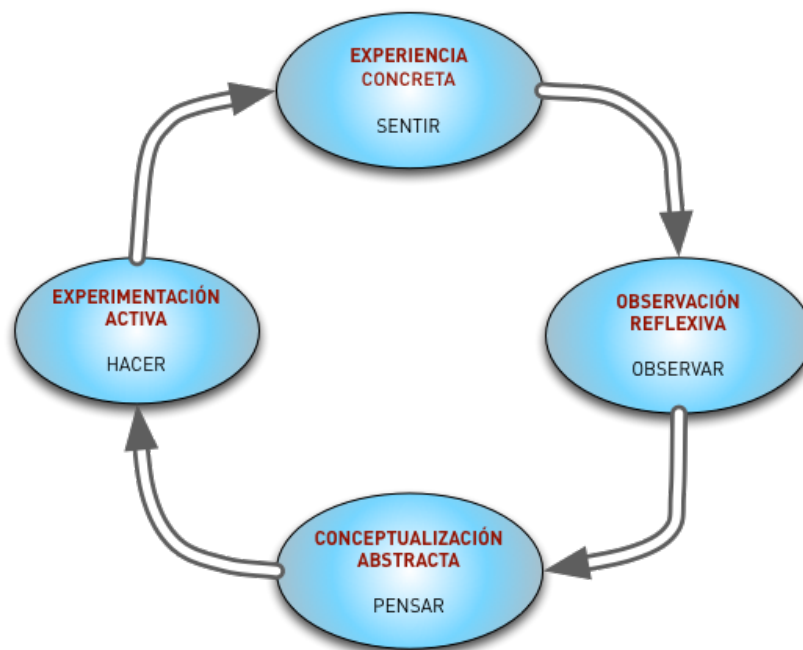 EXPERIENCIA
CONCRETA
SENTIR
OBSERVACIÓN
REFLEXIVA
OBSERVAR
CONCEPTUALIZACIÓN
ABSTRACTA
PENSAR
EXPERIMENTACIÓN
ACTIVA
HACER